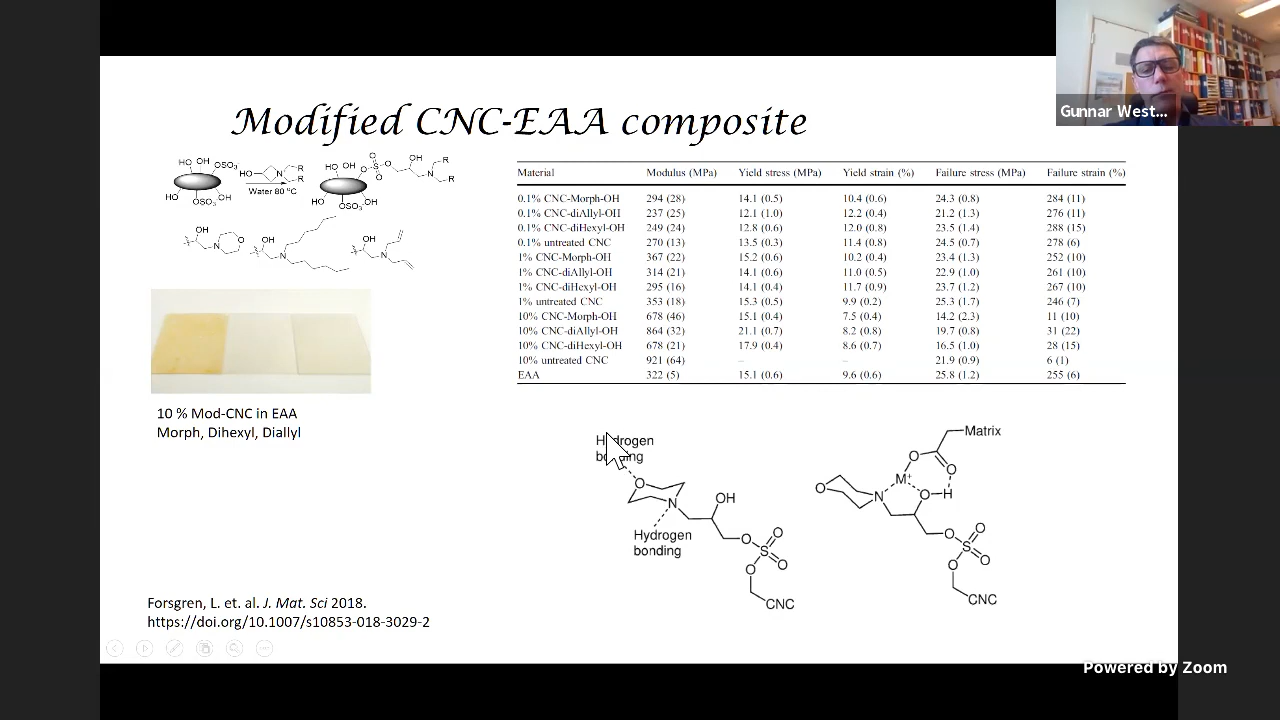 Gunnar West...
Modified CNC-EAA composite
HO OH OSO3-
HO
OSO3-
OH
HO
N
R
R
Water 80 °C
HO OH
O
S
O
O
O
OH
N
R
R
HO
OSO3-
OH
OH
N
O
OH
N
OH
N
10 % Mod-CNC in EAA
Morph, Dihexyl, Diallyl
Material Modulus (MPa) Yield stress (MPa) Yield strain (%) Failure stress (MPa) Failure strain (%)
0.1% CNC-Morph-OH 294 (28) 14.1 (0.5) 10.4 (0.6) 24.3 (0.8) 284 (11)
0.1% CNC-diAllyl-OH 237 (25) 12.1 (1.0) 12.2 (0.4) 21.2 (1.3) 276 (11)
0.1% CNC-diHexyl-OH 249 (24) 12.8 (0.6) 12.0 (0.8) 23.5 (1.4) 288 (15)
0.1% untreated CNC 270 (13) 13.5 (0.3) 11.4 (0.8) 24.5 (0.7) 278 (6)
1% CNC-Morph-OH 367 (22) 15.2 (0.6) 10.2 (0.4) 23.4 (1.3) 252 (10)
1% CNC-diAllyl-OH 314 (21) 14.1 (0.6) 11.0 (0.5) 22.9 (1.0) 261 (10)
1% CNC-diHexyl-OH 295 (16) 14.1 (0.4) 11.7 (0.9) 23.7 (1.2) 267 (10)
1% untreated CNC 353 (18) 15.3 (0.5) 9.9 (0.2) 25.3 (1.7) 246 (7)
10% CNC-Morph-OH 678 (46) 15.1 (0.4) 7.5 (0.4) 14.2 (2.3) 11 (10)
10% CNC-diAllyl-OH 864 (32) 21.1 (0.7) 8.2 (0.8) 19.7 (0.8) 31 (22)
10% CNC-diHexyl-OH 678 (21) 17.9 (0.4) 8.6 (0.7) 16.5 (1.0) 28 (15)
10% untreated CNC 921 (64) – – 21.9 (0.9) 6 (1)
EAA 322 (5) 15.1 (0.6) 9.6 (0.6) 25.8 (1.2) 255 (6)
Hydrogen
bonding
O
N
OH
Hydrogen
bonding
O
O
S
O
O
CNC
Matrix
O
O
M+
O
N
O H
O
O
S
O
O
CNC
Forsgren, L. et. al. J. Mat. Sci 2018.
https://doi.org/10.1007/s10853-018-3029-2
Powered by Zoom